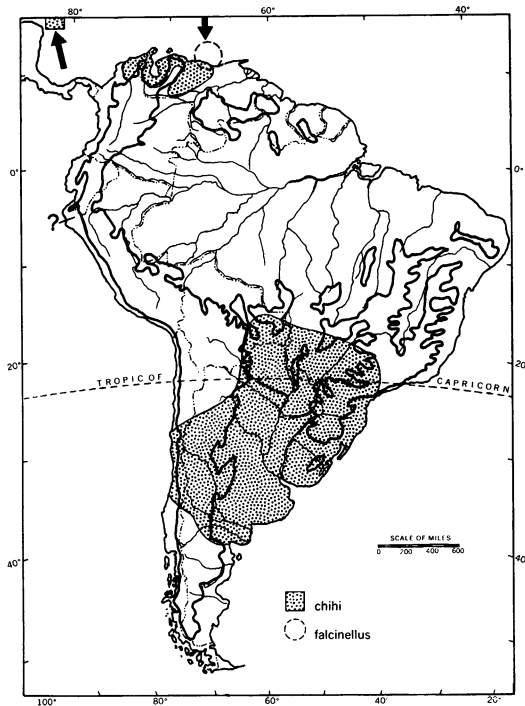 80° 60° 40°
0° 0°
?
20° 20
TROPIC OF CAPRICORN
SCALE OF MILES
0 200 400 600
40° 40
chihi
falcinellus
100° 80° 60° 40° 20°